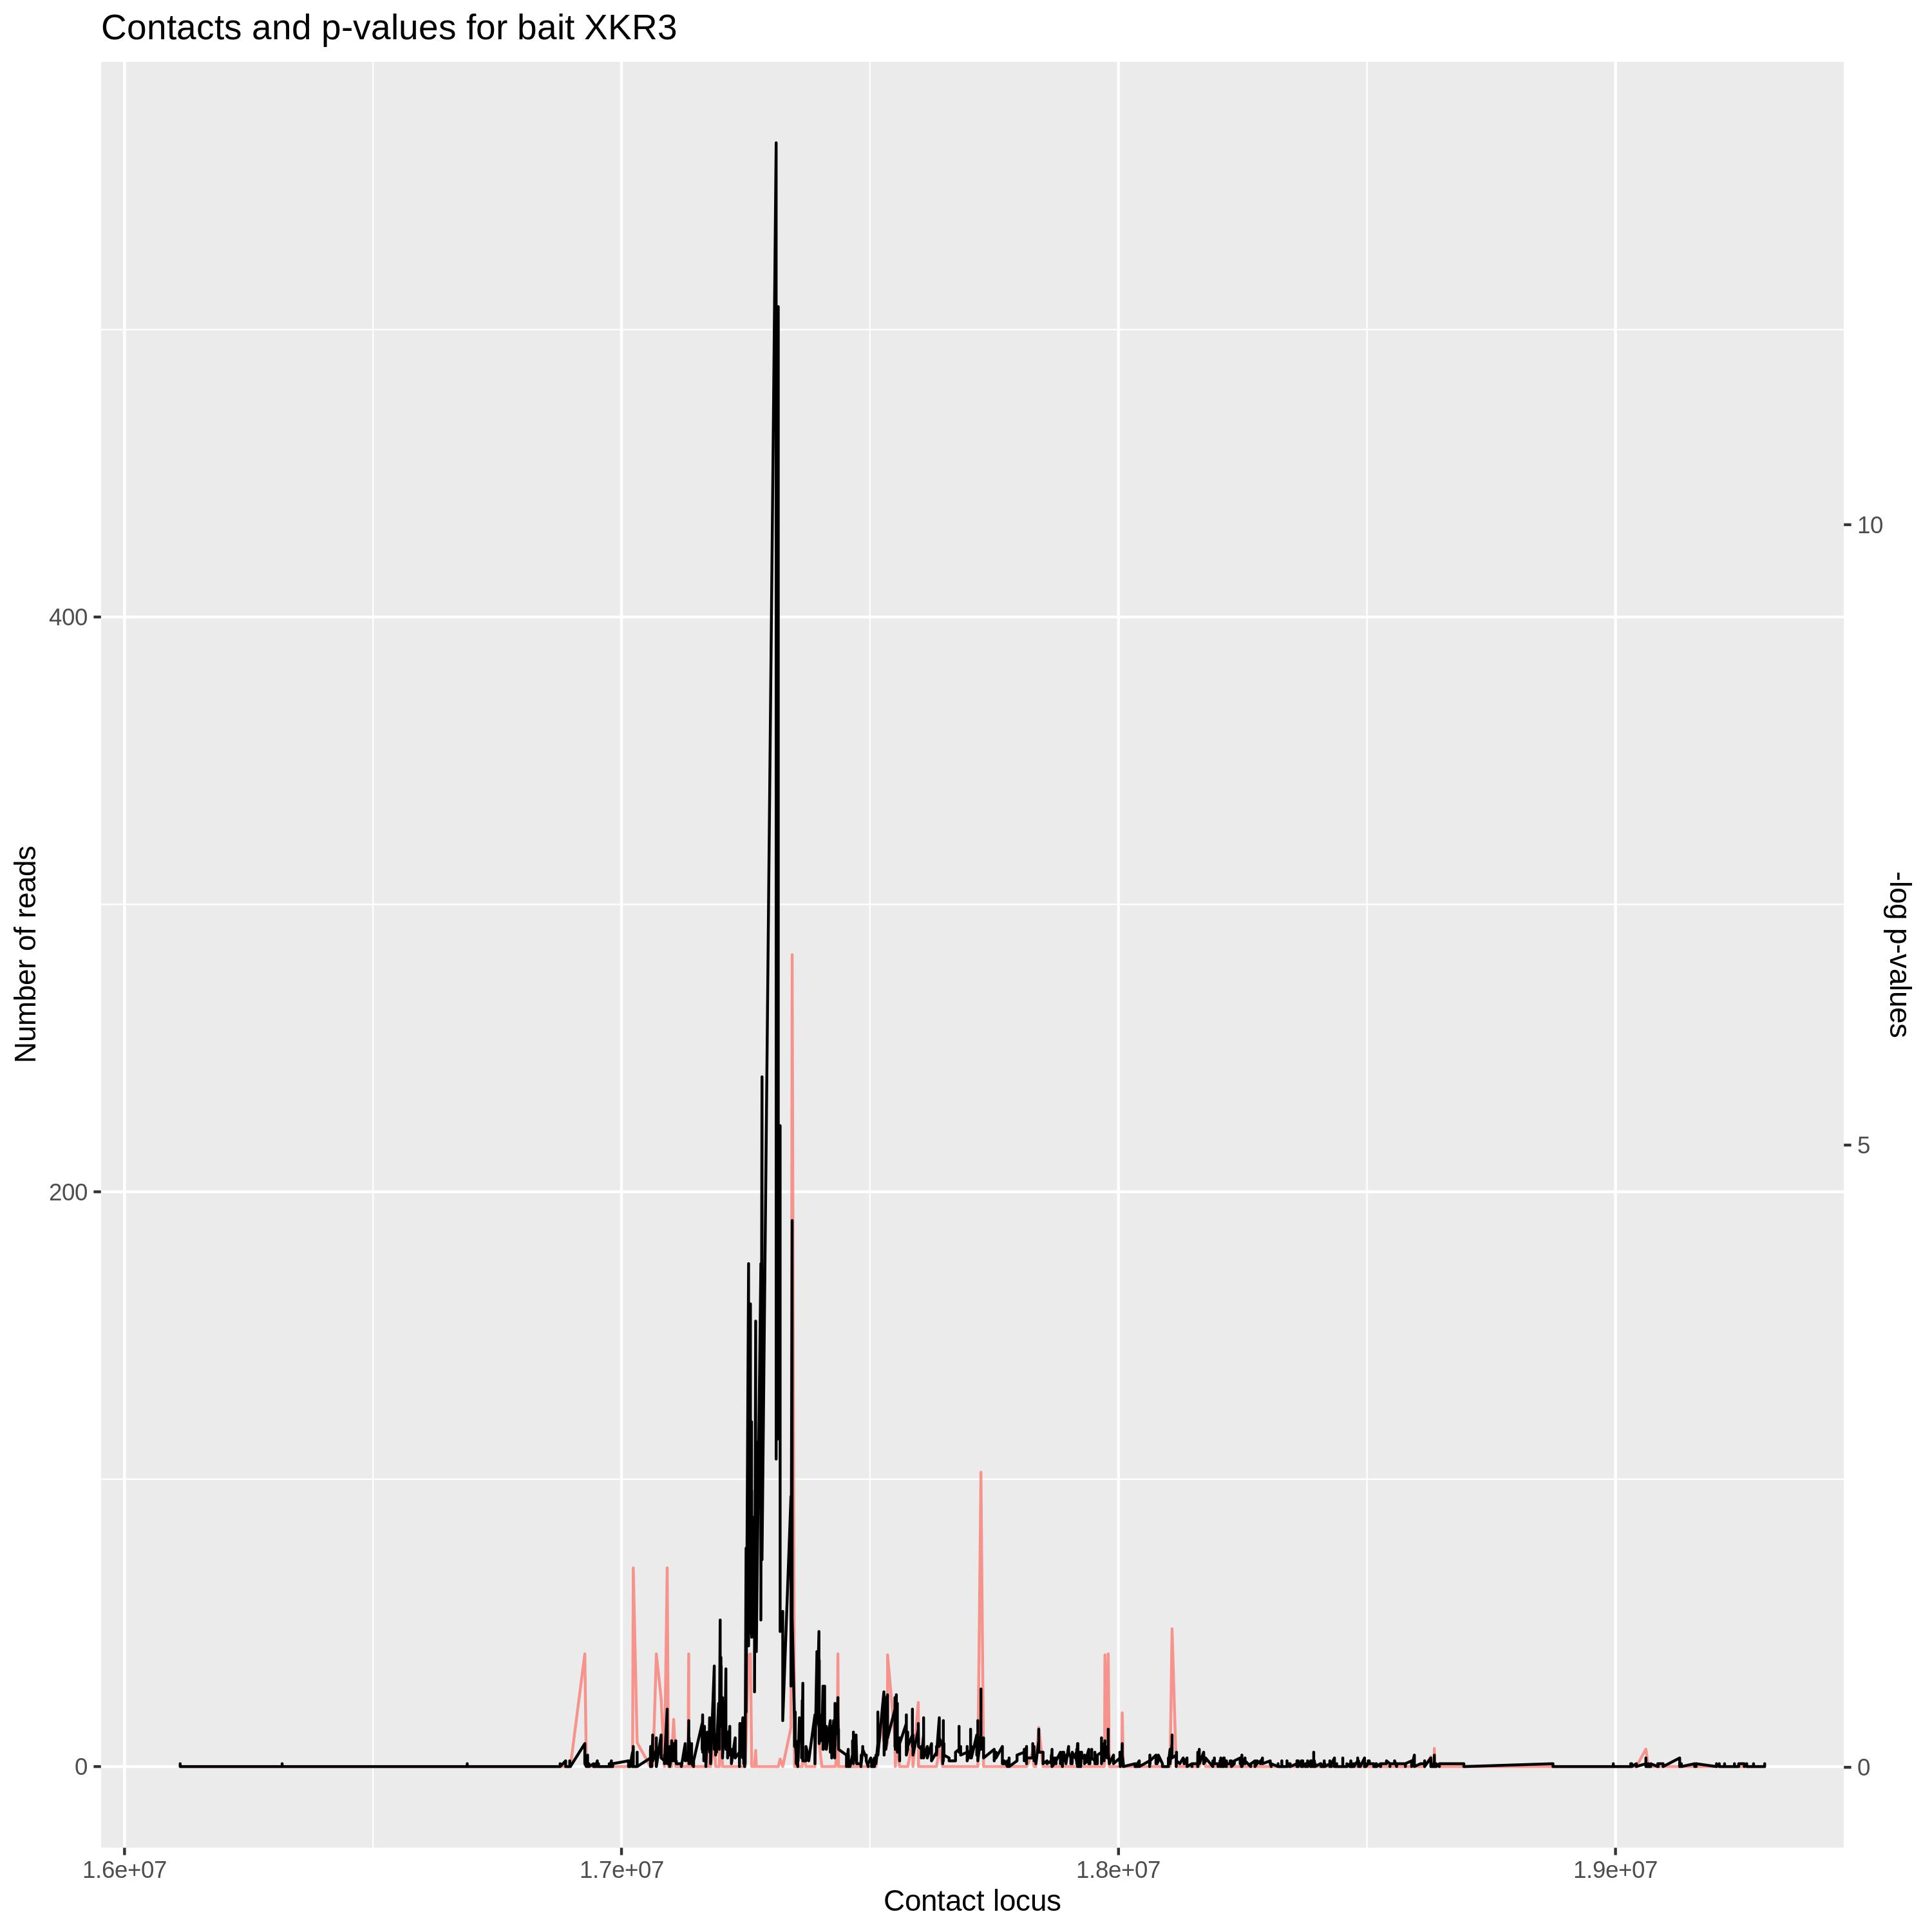 Contacts and p-values for bait XKR3
Number of reads
400
200
0
10
5
0
-log p-values
1.6e+07 1.7e+07 1.8e+07 1.9e+07
Contact locus